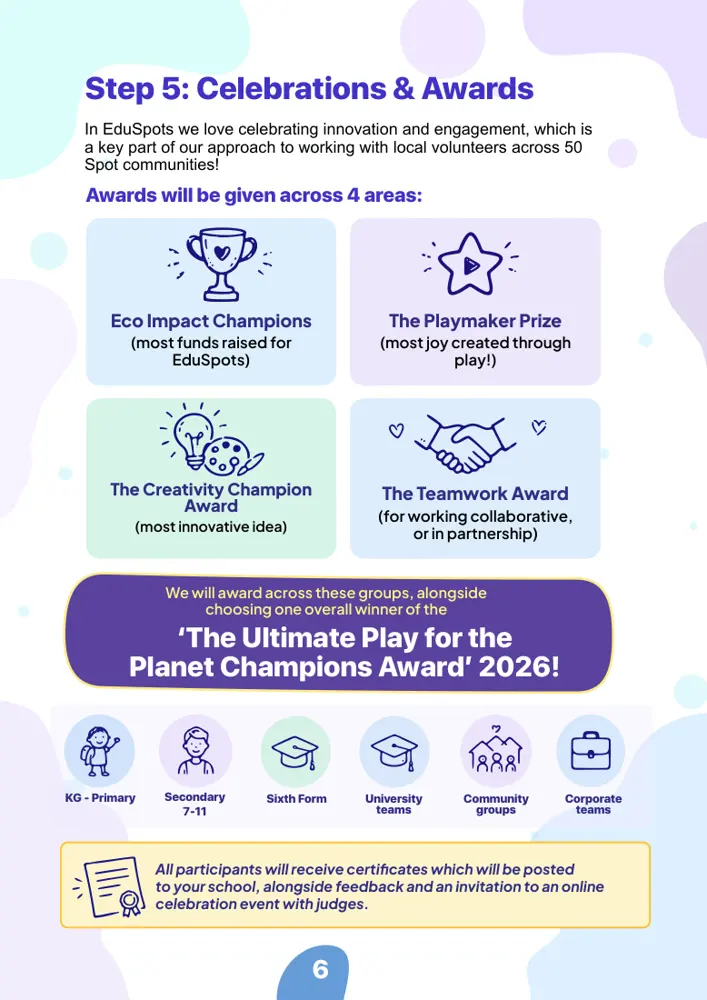 Step 5: Celebrations & Awards
In EduSpots we love celebrating innovation and engagement, which is
a key part of our approach to working with local volunteers across 50
Spot communities!
Awards will be given across 4 areas:
Eco Impact Champions
(most funds raised for
EduSpots)
The Playmaker Prize
(most joy created through
play!)
The Creativity Champion
Award
(most innovative idea)
The Teamwork Award
(for working collaborative,
or in partnership)
We will award across these groups, alongside
choosing one overall winner of the
‘The Ultimate Play for the
Planet Champions Award’ 2026!
KG - Primary
Secondary
7-11
Sixth Form
University
teams
Community
groups
Corporate
teams
All participants will receive certificates which will be posted
to your school, alongside feedback and an invitation to an online
celebration event with judges.
6